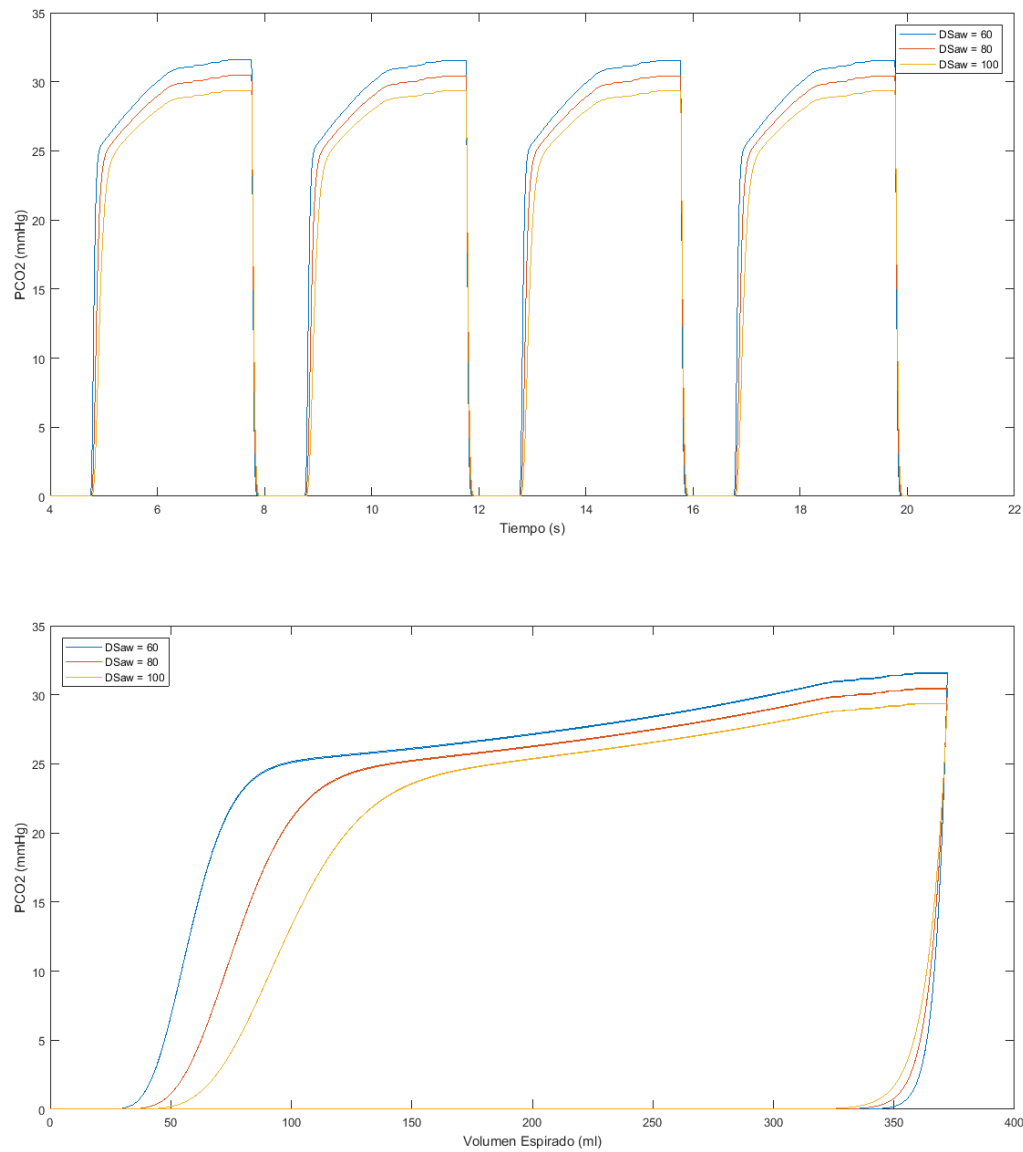 35
30
25
20
15
10
5
0
PCO2 (mmHg)
DSaw = 60
DSaw = 80
DSaw = 100
4 6 8 10 12 14 16 18 20 22
Tiempo (s)
35
30
25
20
15
10
5
0
PCO2 (mmHg)
DSaw = 60
DSaw = 80
DSaw = 100
0 50 100 150 200 250 300 350 400
Volumen Espirado (ml)